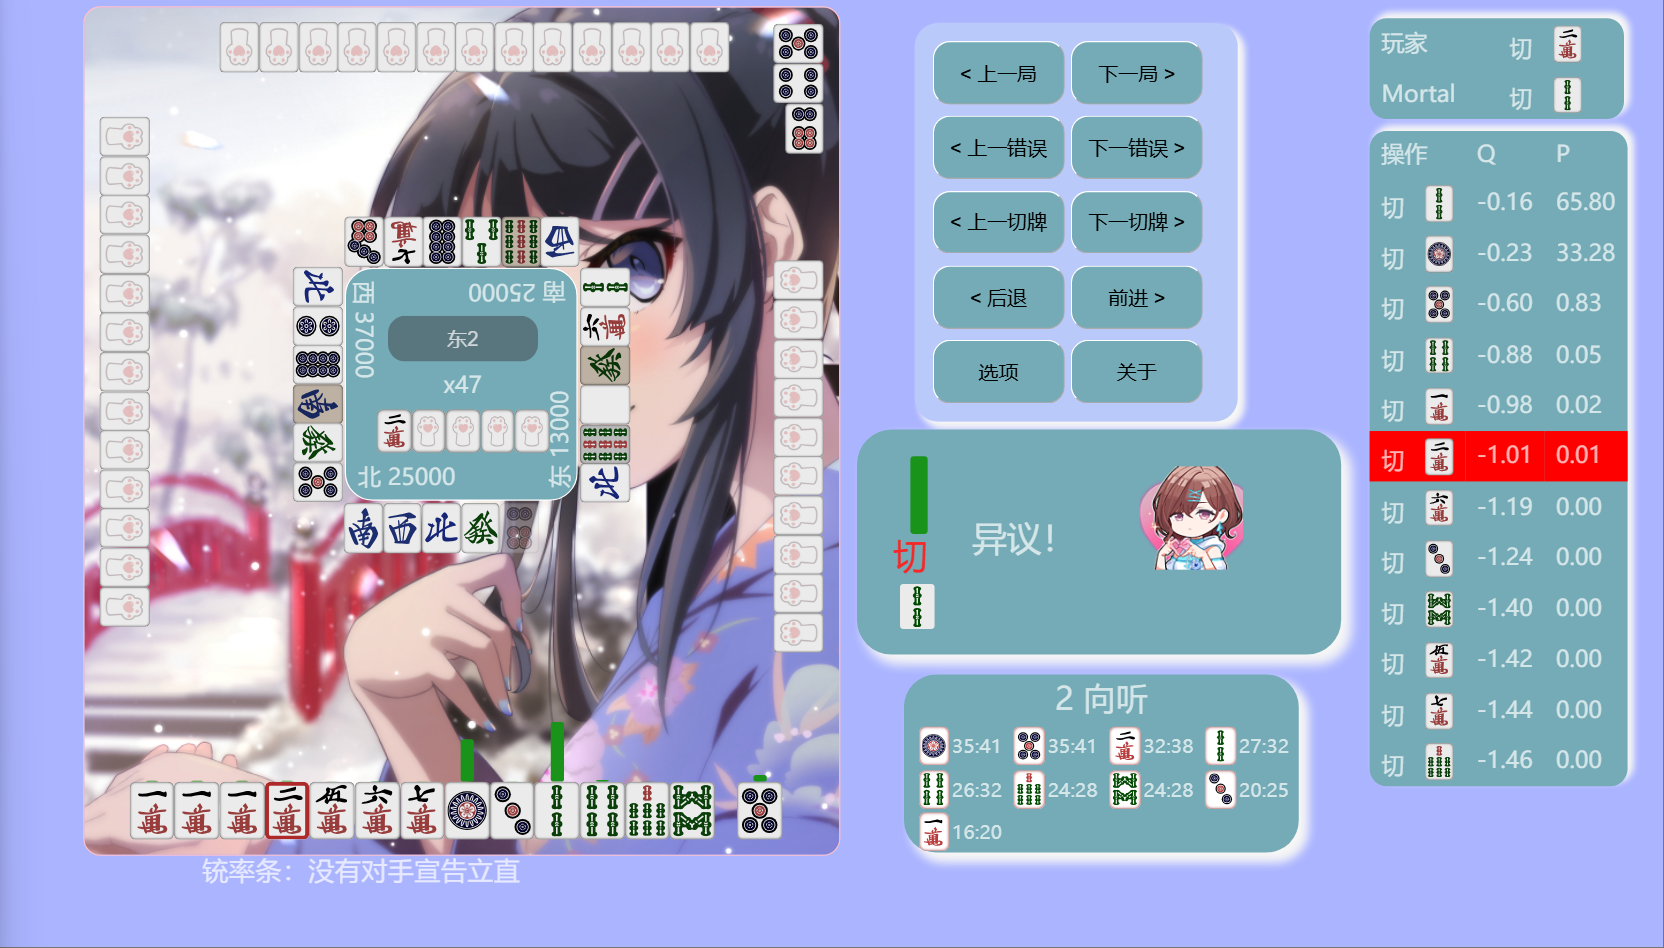 西 37000
南 25000
东2
x47
北 25000
东 13000
铳率条：没有对手宣告立直
< 上一局
下一局 >
< 上一错误
下一错误 >
< 上一切牌
下一切牌 >
< 后退
前进 >
选项
关于
切
异议！
2 向听
35:41
35:41
32:38
27:32
26:32
24:28
24:28
20:25
16:20
玩家 切
Mortal 切
操作 Q P
切 -0.16 65.80
切 -0.23 33.28
切 -0.60 0.83
切 -0.88 0.05
切 -0.98 0.02
切 -1.01 0.01
切 -1.19 0.00
切 -1.24 0.00
切 -1.40 0.00
切 -1.42 0.00
切 -1.44 0.00
切 -1.46 0.00